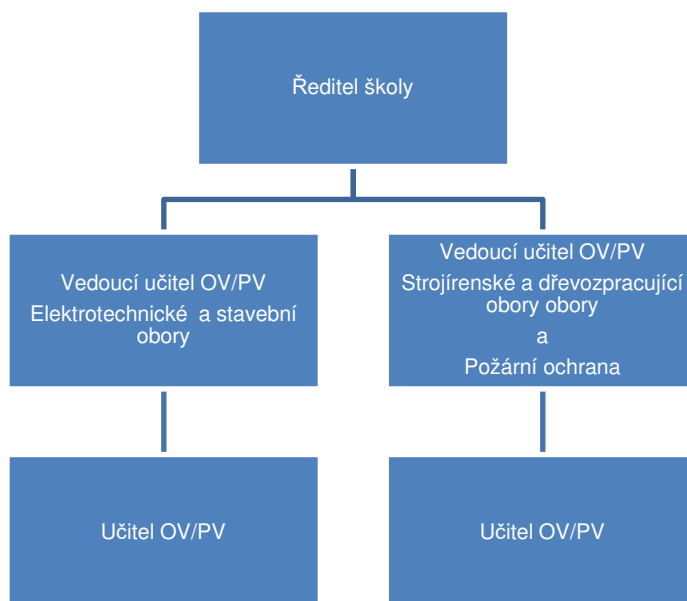 Ředitel školy
Vedoucí učitel OV/PV
Elektrotechnické a stavební
obory
Vedoucí učitel OV/PV
Strojírenské a dřevozpracující
obory obory
a
Požární ochrana
Učitel OV/PV
Učitel OV/PV